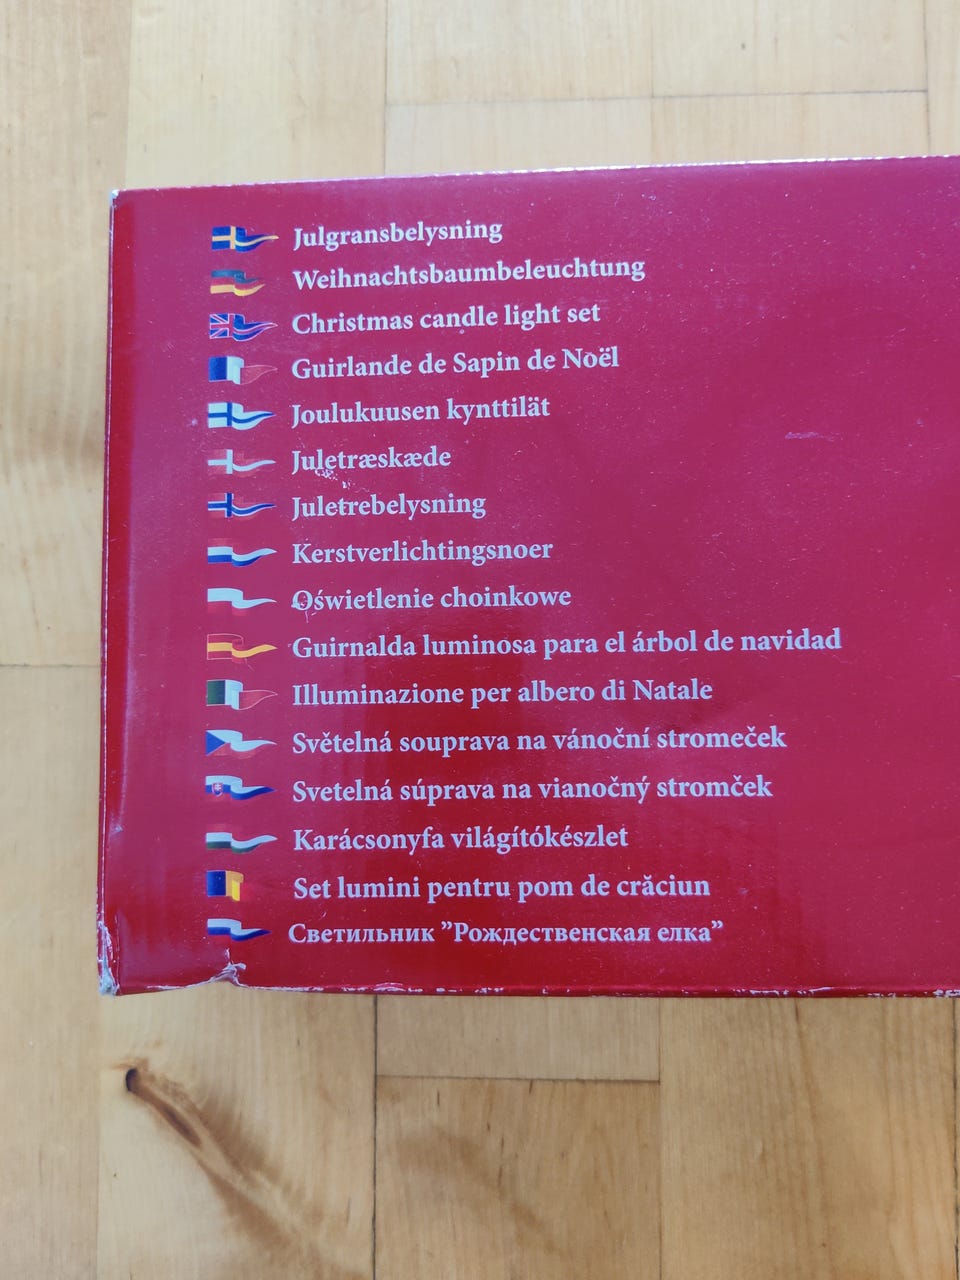 Julgransbelysning
Weihnachtsbaumbeleuchtung
Christmas candle light set
Guirlande de Sapin de Noël
Joulukuusen kynttilät
Juletræskæde
Juletrebelysning
Kerstverlichtingsnoer
Oświetlenie choinkowe
Guirnalda luminosa para el árbol de navidad
Illuminazione per albero di Natale
Světelná souprava na vánoční stromeček
Svetelná súprava na vianočný stromček
Karácsonyfa világítókészlet
Set lumini pentru pom de crăciun
Светильник ”Рождественская елка”